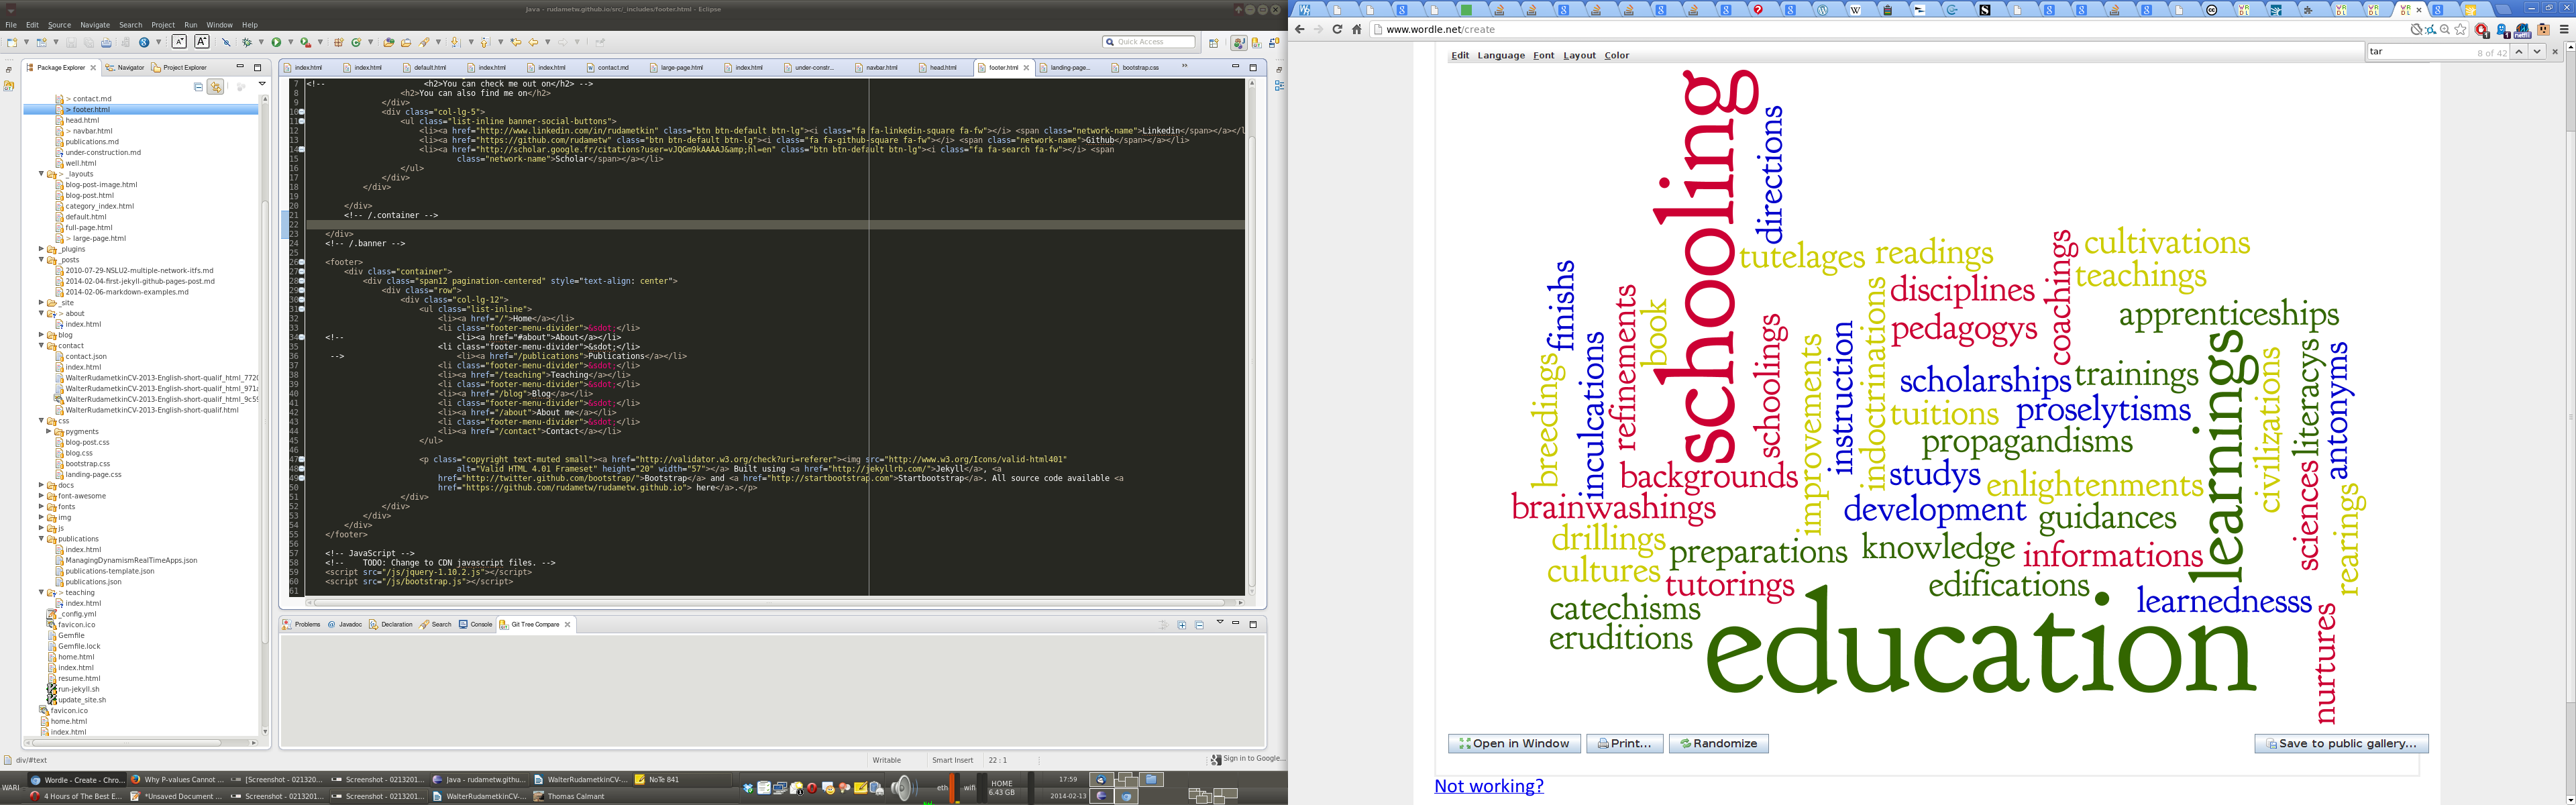 Java - rudametw.github.io/src/_includes/footer.html - Eclipse
File Edit Source Navigate Search Project Run Window Help
Quick Access
Package Explorer Navigator Project Explorer
> contact.md
> footer.html
head.html
> navbar.html
publications.md
under-construction.md
well.html
> _layouts
blog-post-image.html
blog-post.html
category_index.html
default.html
full-page.html
> large-page.html
_plugins
_posts
2010-07-29-NSLU2-multiple-network-itfs.md
2014-02-04-first-jekyll-github-pages-post.md
2014-02-06-markdown-examples.md
_site
> about
index.html
blog
contact
contact.json
index.html
WalterRudametkinCV-2013-English-short-qualif_html_772
WalterRudametkinCV-2013-English-short-qualif_html_971
WalterRudametkinCV-2013-English-short-qualif_html_9c5
WalterRudametkinCV-2013-English-short-qualif.html
css
pygments
blog-post.css
blog.css
bootstrap.css
landing-page.css
docs
font-awesome
fonts
img
js
publications
index.html
ManagingDynamismRealTimeApps.json
publications-template.json
publications.json
> teaching
index.html
_config.yml
favicon.ico
Gemfile
Gemfile.lock
home.html
index.html
resume.html
run-jekyll.sh
update_site.sh
favicon.ico
home.html
index.html
index.html index.html default.html index.html index.html contact.md large-page.html index.html under-constr... navbar.html head.html footer.html landing-page... bootstrap.css
7 <!-- <h2>You can check me out on</h2> -->
8 <h2>You can also find me on</h2>
9 </div>
10 <div class="col-lg-5">
11 <ul class="list-inline banner-social-buttons">
12 <li><a href="http://www.linkedin.com/in/rudametkin" class="btn btn-default btn-lg"><i class="fa fa-linkedin-square fa-fw"></i> <span class="network-name">Linkedin</span></a></l
13 <li><a href="https://github.com/rudametw" class="btn btn-default btn-lg"><i class="fa fa-github-square fa-fw"></i> <span class="network-name">Github</span></a></li>
14 <li><a href="http://scholar.google.fr/citations?user=vJQGm9kAAAAJ&amp;hl=en" class="btn btn-default btn-lg"><i class="fa fa-search fa-fw"></i> <span
15 class="network-name">Scholar</span></a></li>
16 </ul>
17 </div>
18 </div>
19
20 </div>
21 <!-- /.container -->
22
23 </div>
24 <!-- /.banner -->
25
26 <footer>
27 <div class="container">
28 <div class="span12 pagination-centered" style="text-align: center">
29 <div class="row">
30 <div class="col-lg-12">
31 <ul class="list-inline">
32 <li><a href="/">Home</a></li>
33 <li class="footer-menu-divider">&sdot;</li>
34 <!-- <li><a href="#about">About</a></li>
35 <li class="footer-menu-divider">&sdot;</li>
36 --> <li><a href="/publications">Publications</a></li>
37 <li class="footer-menu-divider">&sdot;</li>
38 <li><a href="/teaching">Teaching</a></li>
39 <li class="footer-menu-divider">&sdot;</li>
40 <li><a href="/blog">Blog</a></li>
41 <li class="footer-menu-divider">&sdot;</li>
42 <li><a href="/about">About me</a></li>
43 <li class="footer-menu-divider">&sdot;</li>
44 <li><a href="/contact">Contact</a></li>
45 </ul>
46
47 <p class="copyright text-muted small"><a href="http://validator.w3.org/check?uri=referer"><img src="http://www.w3.org/Icons/valid-html401"
48 alt="Valid HTML 4.01 Frameset" height="20" width="57"></a> Built using <a href="http://jekyllrb.com/">Jekyll</a>, <a
49 href="http://twitter.github.com/bootstrap/">Bootstrap</a> and <a href="http://startbootstrap.com">Startbootstrap</a>. All source code available <a
50 href="https://github.com/rudametw/rudametw.github.io"> here</a>.</p>
51 </div>
52 </div>
53 </div>
54 </div>
55 </footer>
56
57 <!-- JavaScript -->
58 <!-- TODO: Change to CDN javascript files. -->
59 <script src="/js/jquery-1.10.2.js"></script>
60 <script src="/js/bootstrap.js"></script>
61
Problems Javadoc Declaration Search Console Git Tree Compare
div/#text Writable Smart Insert 22 : 1 Sign in to Google...
WARI
Wordle - Create - Chro... Why P-values Cannot ... [Screenshot - 021320... Screenshot - 0213201... Java - rudametw.githu... WalterRudametkinCV-... NoTe 841
4 Hours of The Best E... *Unsaved Document ... Screenshot - 0213201... Screenshot - 0213201... WalterRudametkinCV-... Thomas Calmant
eth wifi HOME 6.43 GB
17:59
2014-02-13
www.wordle.net/create
tar 8 of 42
Edit Language Font Layout Color
schooling
directions
tutelages
readings
coachings
cultivations
teachings
finishs
refinements
book
disciplines
pedagogys
apprenticeships
breedings
inculcations
schoolings
improvements
instruction
indoctrinations
scholarships
trainings
learnings
civilizations
literacys
antonyms
tuitions
proselytisms
propagandisms
backgrounds
studys
enlightenments
sciences
brainwashings
development
guidances
rearings
drillings
preparations
knowledge
informations
cultures
tutorings
edifications
catechisms
learnednesss
eruditions
education
nurtures
Open in Window Print... Randomize Save to public gallery...
Not working?